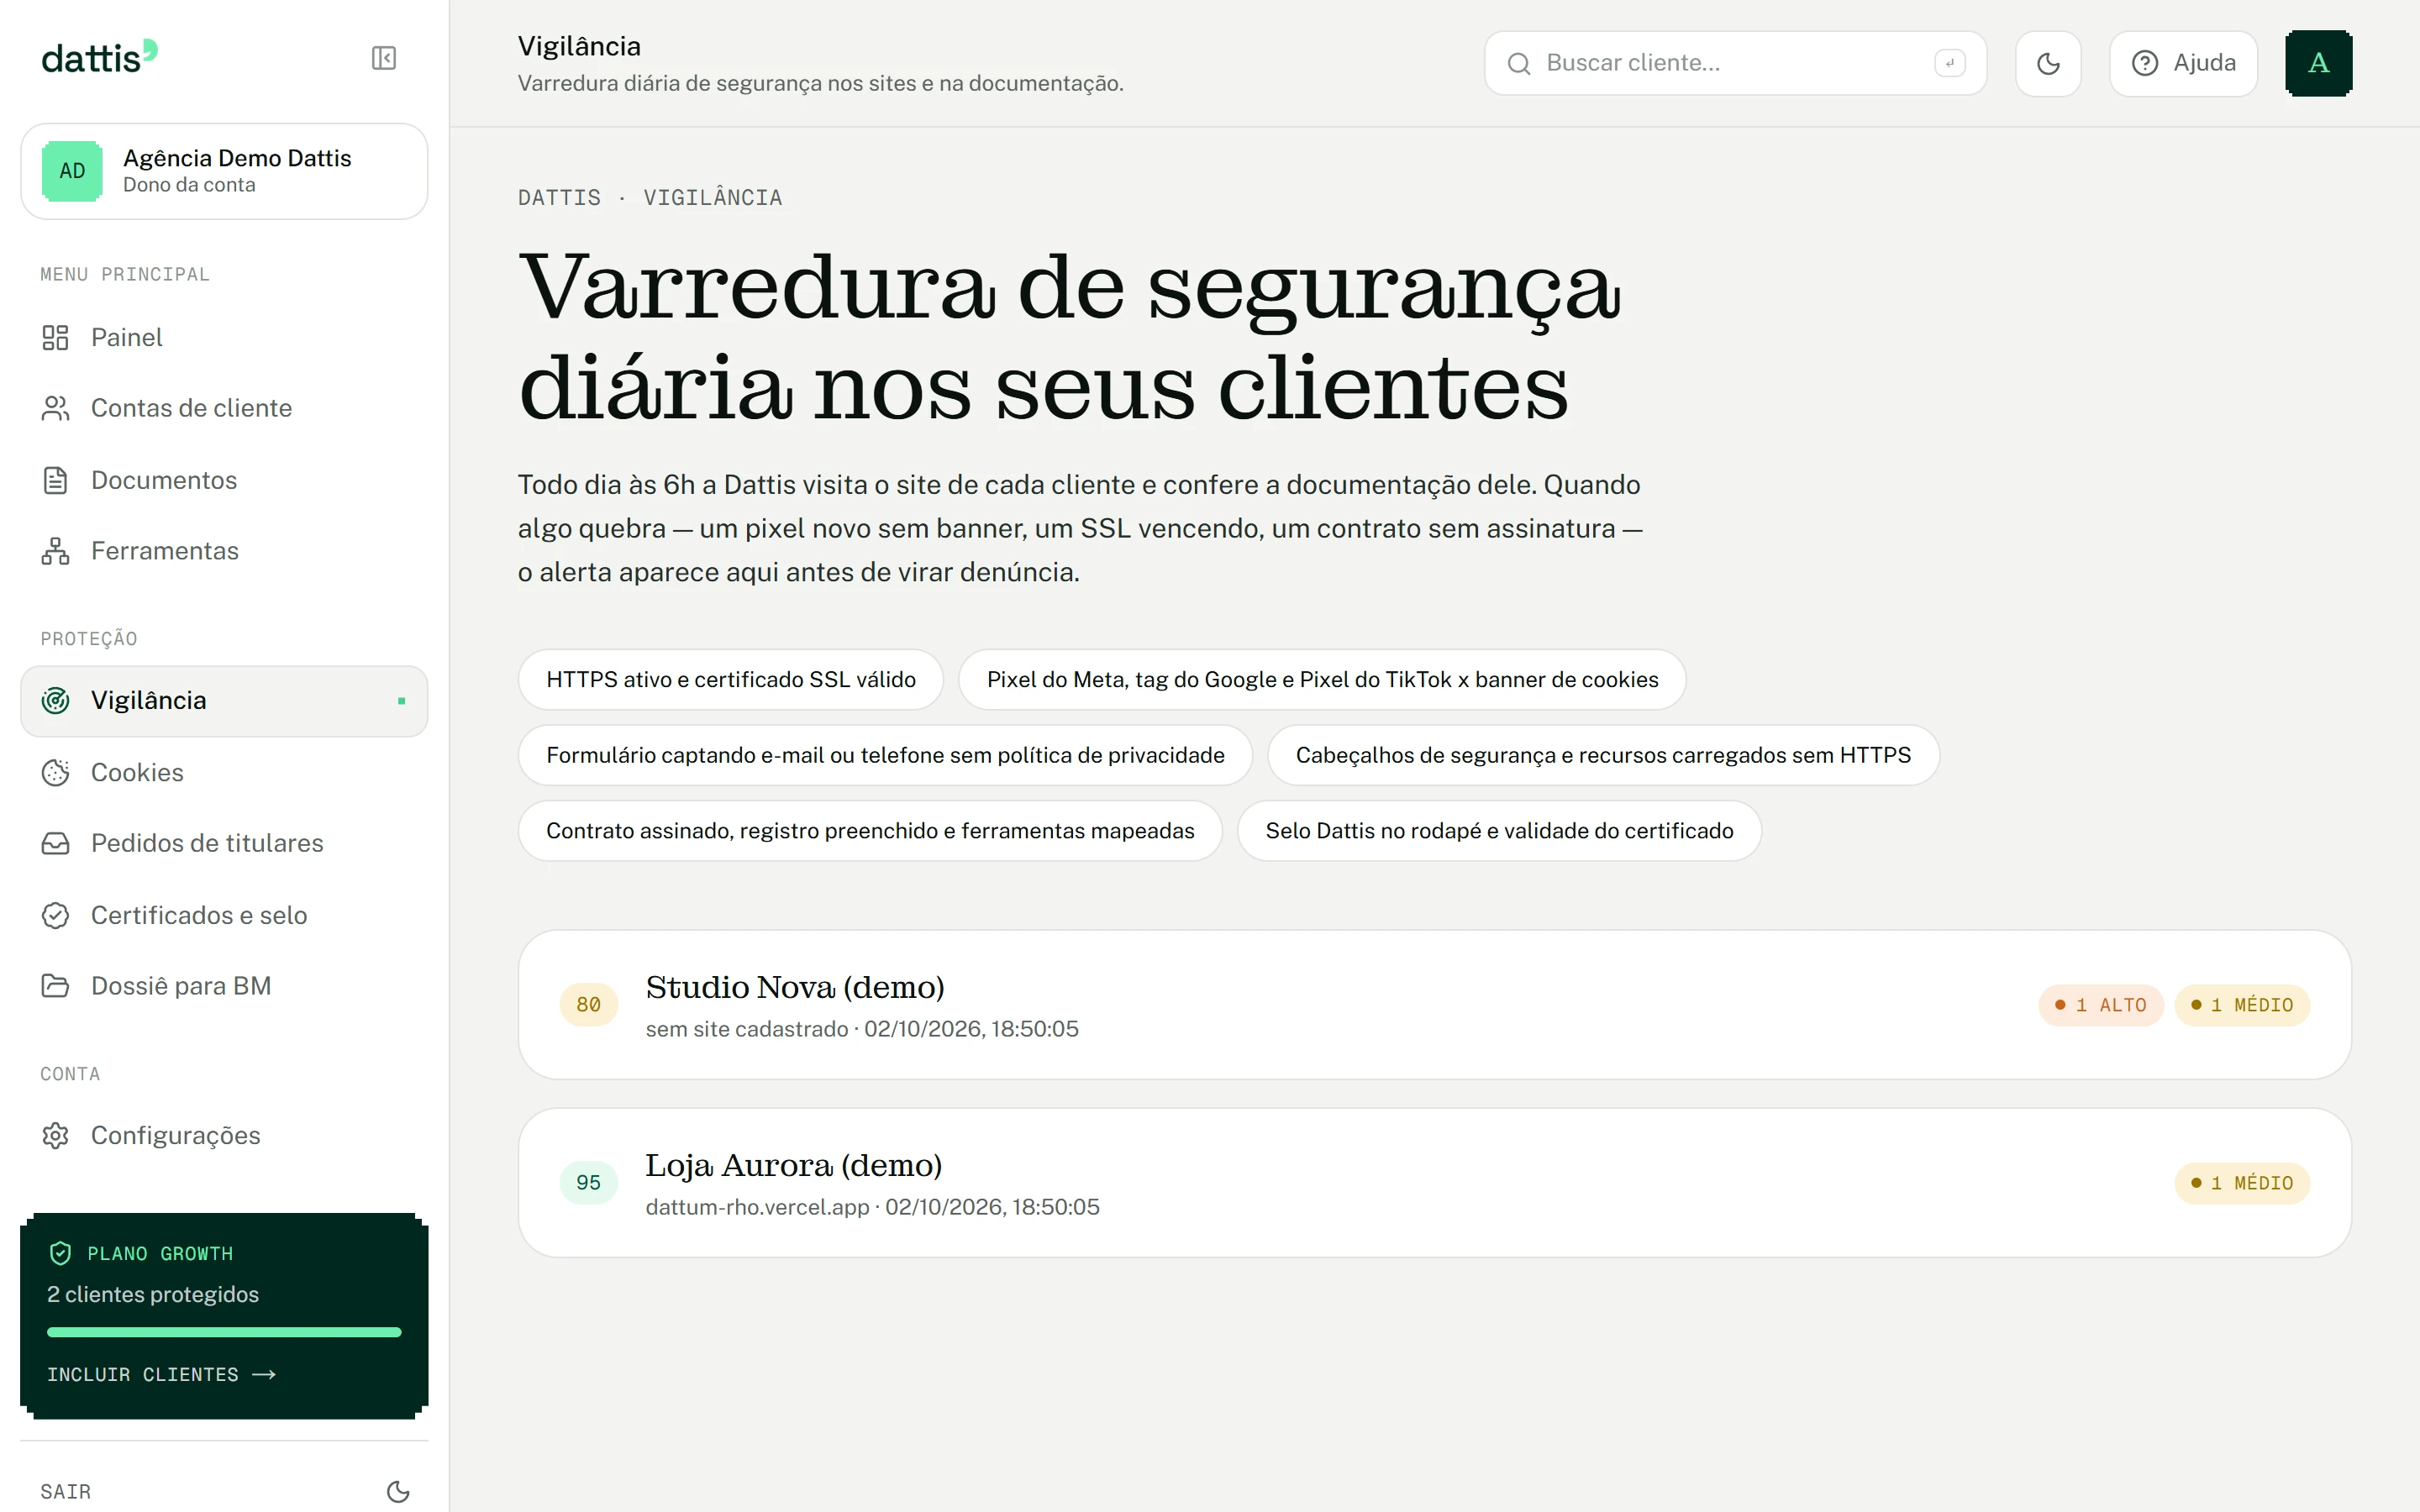 dattis
AD
Agência Demo Dattis
Dono da conta
MENU PRINCIPAL
Painel
Contas de cliente
Documentos
Ferramentas
PROTEÇÃO
Vigilância
Cookies
Pedidos de titulares
Certificados e selo
Dossiê para BM
CONTA
Configurações
PLANO GROWTH
2 clientes protegidos
INCLUIR CLIENTES →
SAIR
Vigilância
Varredura diária de segurança nos sites e na documentação.
Buscar cliente...
↵
Ajuda
A
DATTIS · VIGILÂNCIA
Varredura de segurança
diária nos seus clientes
Todo dia às 6h a Dattis visita o site de cada cliente e confere a documentação dele. Quando
algo quebra — um pixel novo sem banner, um SSL vencendo, um contrato sem assinatura —
o alerta aparece aqui antes de virar denúncia.
HTTPS ativo e certificado SSL válido
Pixel do Meta, tag do Google e Pixel do TikTok x banner de cookies
Formulário captando e-mail ou telefone sem política de privacidade
Cabeçalhos de segurança e recursos carregados sem HTTPS
Contrato assinado, registro preenchido e ferramentas mapeadas
Selo Dattis no rodapé e validade do certificado
80
Studio Nova (demo)
sem site cadastrado · 02/10/2026, 18:50:05
1 ALTO
1 MÉDIO
95
Loja Aurora (demo)
dattum-rho.vercel.app · 02/10/2026, 18:50:05
1 MÉDIO